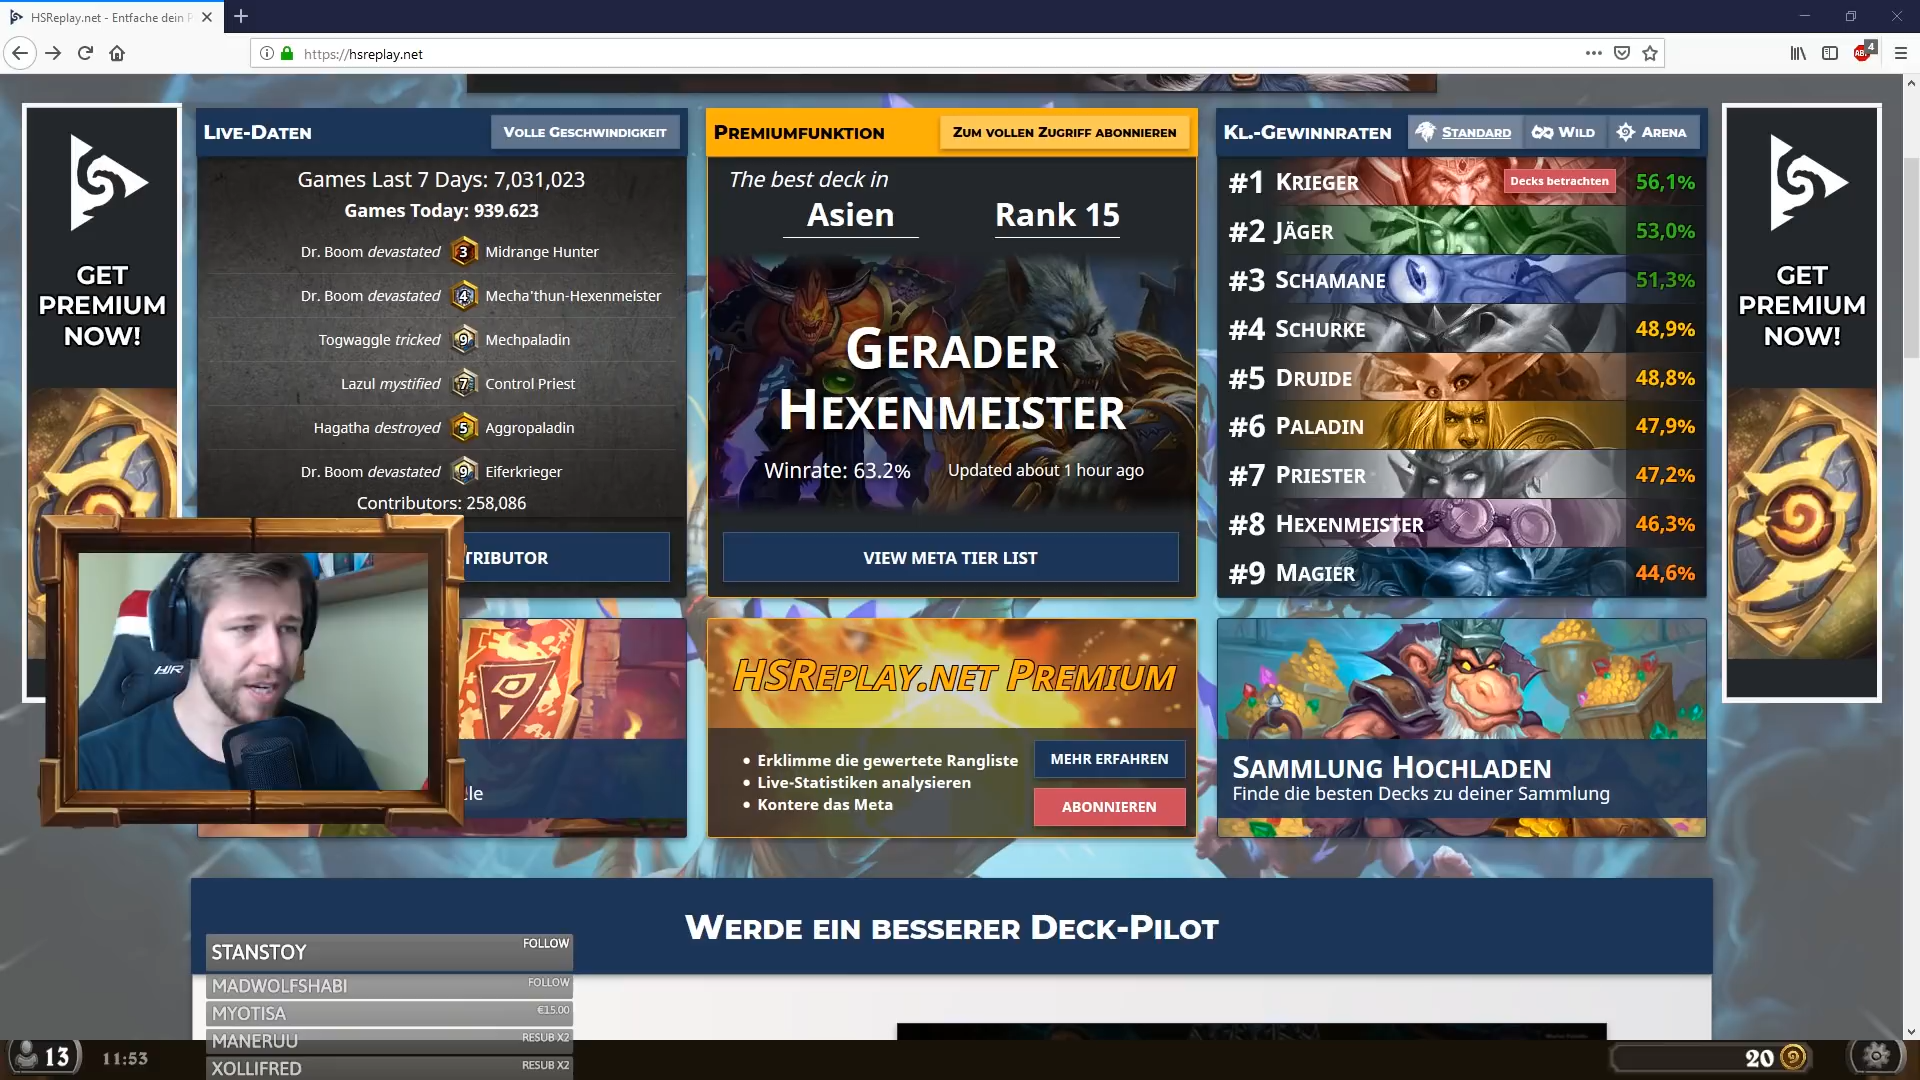 HSReplay.net - Entfache dein P
https://hsreplay.net
4
GET
PREMIUM
NOW!
Live-Daten
Volle Geschwindigkeit
Games Last 7 Days: 7,031,023
Games Today: 939.623
Dr. Boom devastated 3 Midrange Hunter
Dr. Boom devastated 4 Mecha'thun-Hexenmeister
Togwaggle tricked 9 Mechpaladin
Lazul mystified 7 Control Priest
Hagatha destroyed 5 Aggropaladin
Dr. Boom devastated 9 Eiferkrieger
Contributors: 258,086
TRIBUTOR
Premiumfunktion
Zum vollen Zugriff abonnieren
The best deck in
Asien Rank 15
Gerader
Hexenmeister
Winrate: 63.2% Updated about 1 hour ago
VIEW META TIER LIST
Kl.-Gewinnraten
Standard Wild Arena
#1 Krieger Decks betrachten 56,1%
#2 Jäger 53,0%
#3 Schamane 51,3%
#4 Schurke 48,9%
#5 Druide 48,8%
#6 Paladin 47,9%
#7 Priester 47,2%
#8 Hexenmeister 46,3%
#9 Magier 44,6%
GET
PREMIUM
NOW!
HJR
HSReplay.net Premium
• Erklimme die gewertete Rangliste
• Live-Statistiken analysieren
• Kontere das Meta
MEHR ERFAHREN
ABONNIEREN
Sammlung Hochladen
Finde die besten Decks zu deiner Sammlung
Werde ein besserer Deck-Pilot
STANSTOY FOLLOW
MADWOLFSHABI FOLLOW
MYOTISA €15.00
MANERUU RESUB X2
XOLLIFRED RESUB X2
13 11:53
20